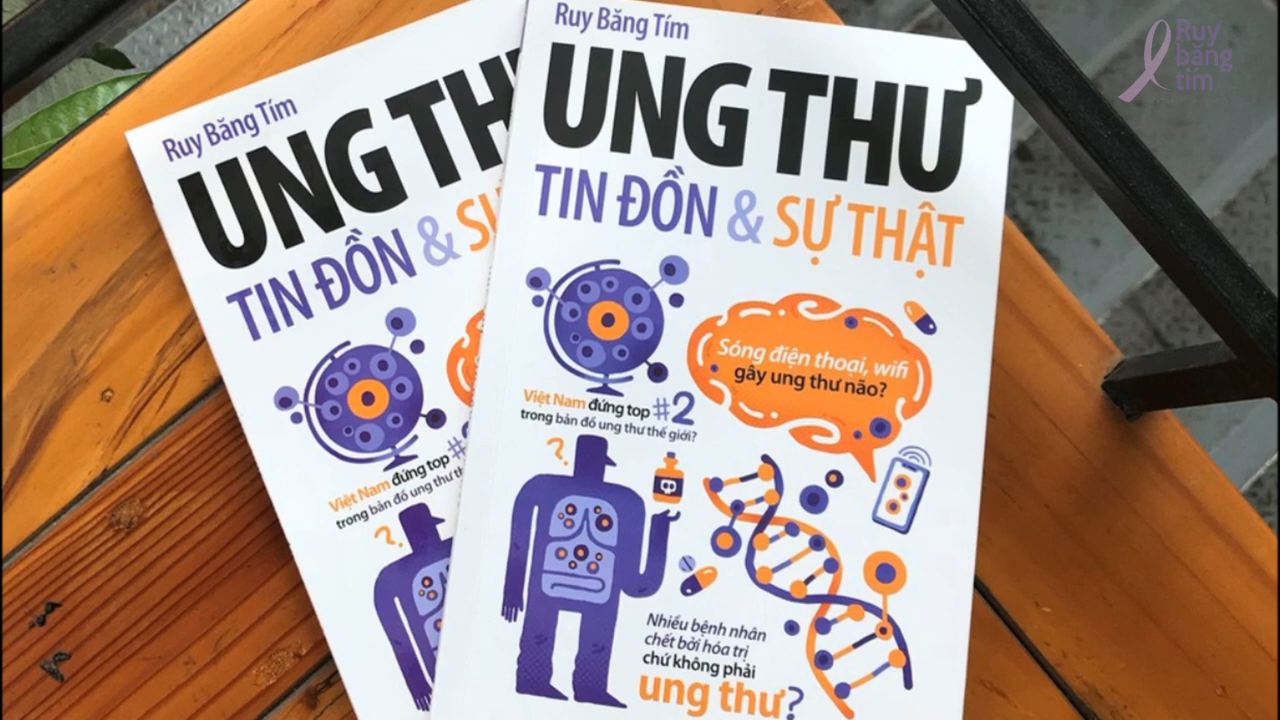 Ruy Băng Tím
UNG THƯ
TIN ĐỒN & SỰ THẬT
Việt Nam đứng top #2
trong bản đồ ung thư thế giới?
Sóng điện thoại, wifi
gây ung thư não?
Nhiều bệnh nhân
chết bởi hóa trị
chứ không phải
ung thư?
Ruy Băng Tím
UNG TH
TIN ĐỒN & SỰ
Việt Nam đứng top #
trong bản đồ ung thư th
Ruy
băng
tím